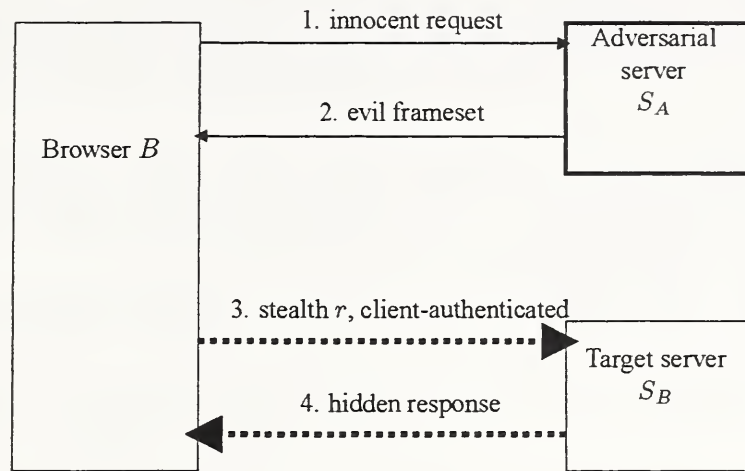 1. innocent request
Adversarial
server
S_A
2. evil frameset
Browser B
3. stealth r, client-authenticated
Target server
S_B
4. hidden response